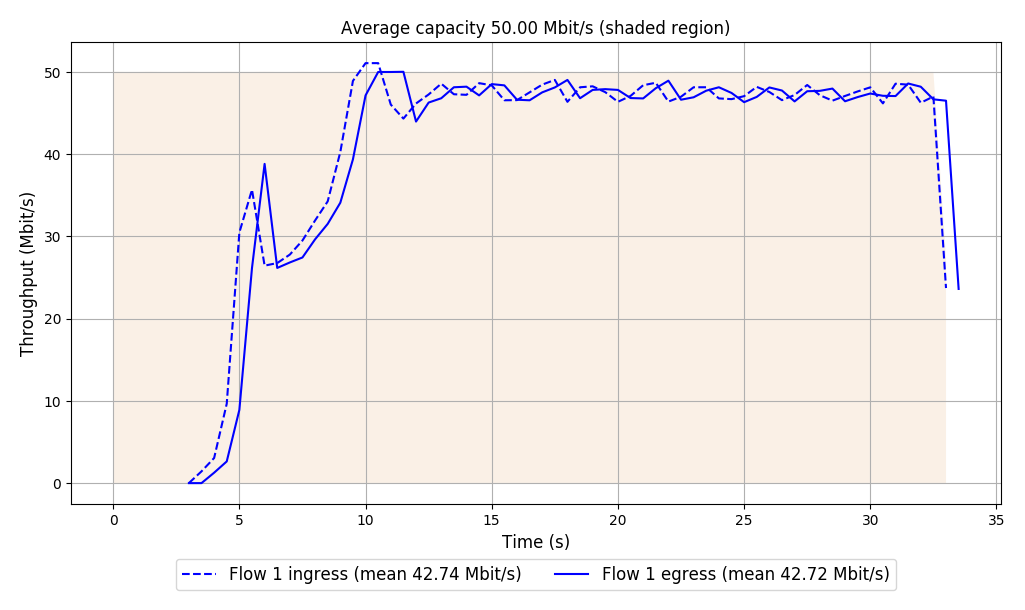 Average capacity 50.00 Mbit/s (shaded region)
Throughput (Mbit/s)
50
40
30
20
10
0
0 5 10 15 20 25 30 35
Time (s)
Flow 1 ingress (mean 42.74 Mbit/s) Flow 1 egress (mean 42.72 Mbit/s)